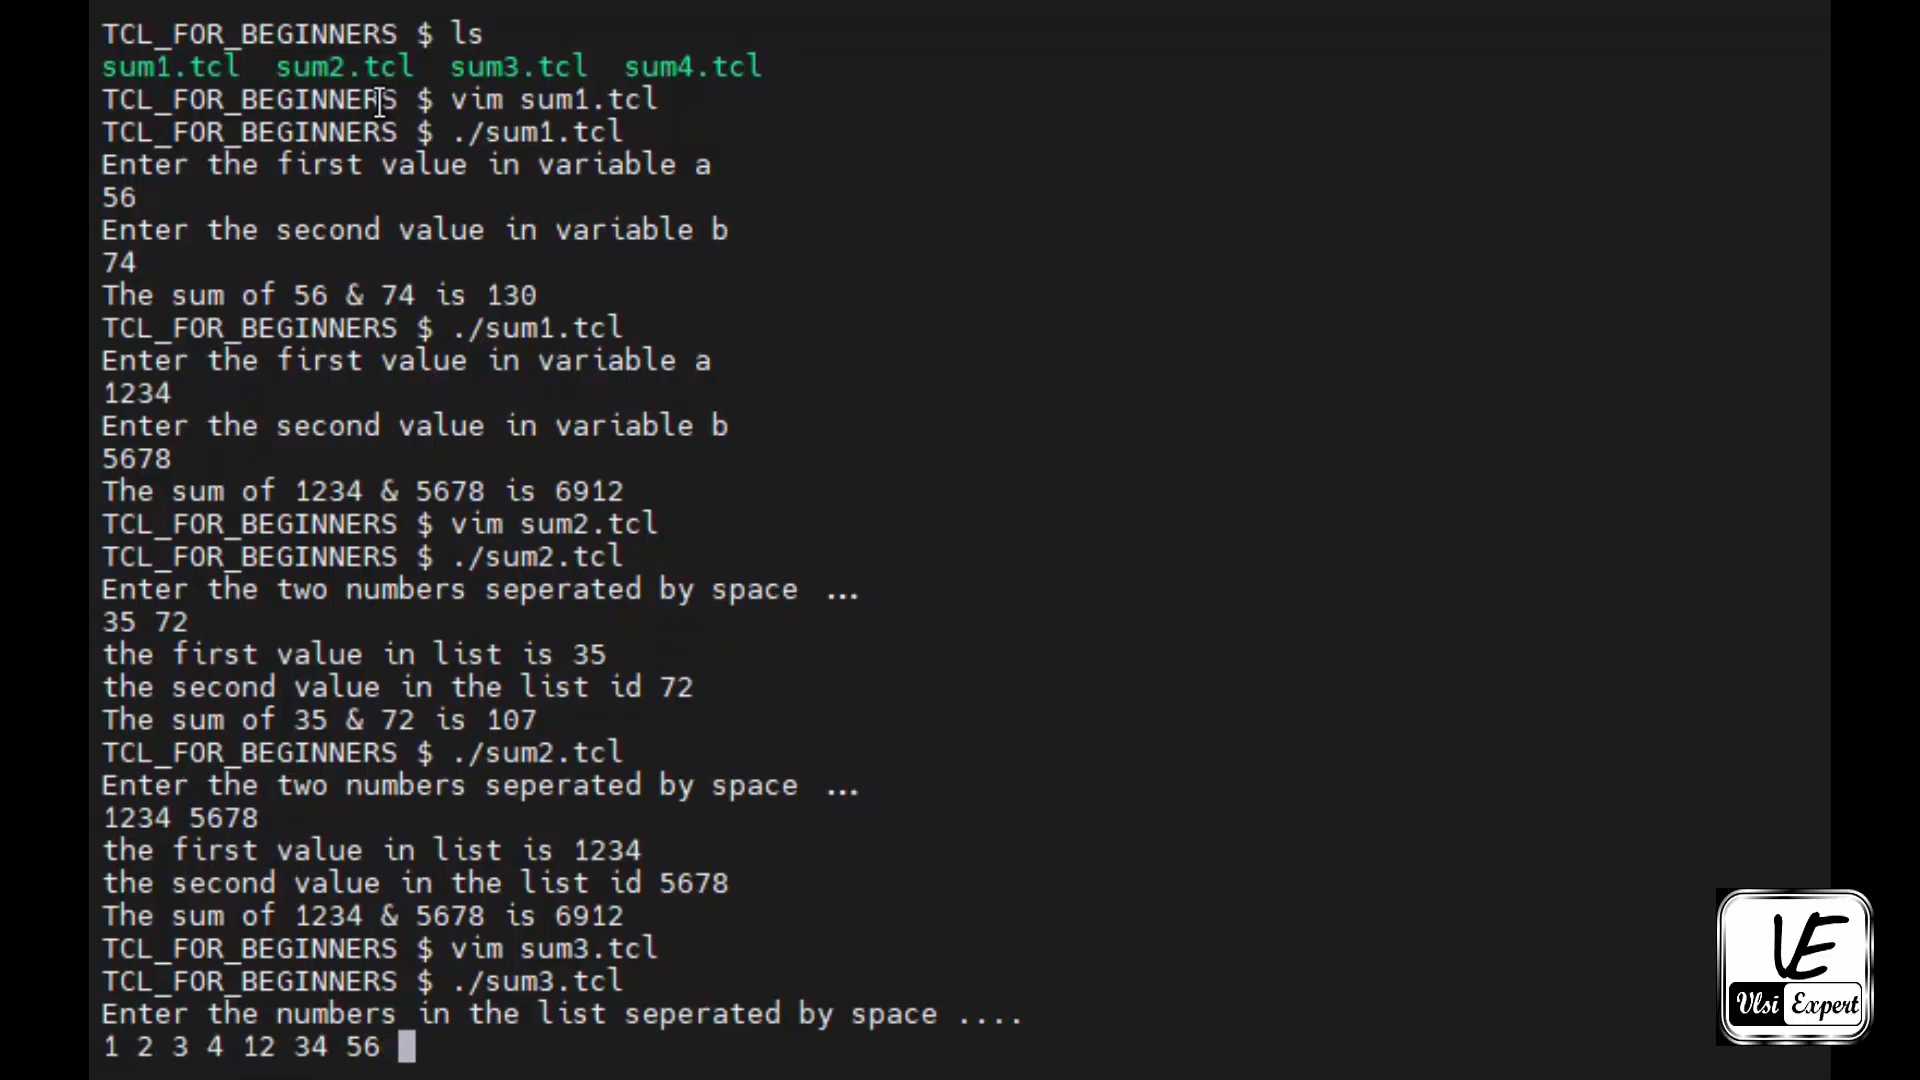 TCL_FOR_BEGINNERS $ ls
sum1.tcl  sum2.tcl  sum3.tcl  sum4.tcl
TCL_FOR_BEGINNERS $ vim sum1.tcl
TCL_FOR_BEGINNERS $ ./sum1.tcl
Enter the first value in variable a
56
Enter the second value in variable b
74
The sum of 56 & 74 is 130
TCL_FOR_BEGINNERS $ ./sum1.tcl
Enter the first value in variable a
1234
Enter the second value in variable b
5678
The sum of 1234 & 5678 is 6912
TCL_FOR_BEGINNERS $ vim sum2.tcl
TCL_FOR_BEGINNERS $ ./sum2.tcl
Enter the two numbers seperated by space ...
35 72
the first value in list is 35
the second value in the list id 72
The sum of 35 & 72 is 107
TCL_FOR_BEGINNERS $ ./sum2.tcl
Enter the two numbers seperated by space ...
1234 5678
the first value in list is 1234
the second value in the list id 5678
The sum of 1234 & 5678 is 6912
TCL_FOR_BEGINNERS $ vim sum3.tcl
TCL_FOR_BEGINNERS $ ./sum3.tcl
Enter the numbers in the list seperated by space ....
1 2 3 4 12 34 56
VE
Vlsi Expert